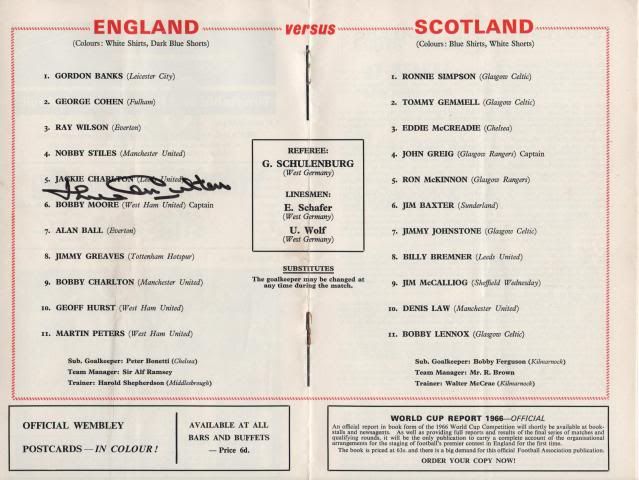 ENGLAND
(Colours: White Shirts, Dark Blue Shorts)
1. GORDON BANKS (Leicester City)
2. GEORGE COHEN (Fulham)
3. RAY WILSON (Everton)
4. NOBBY STILES (Manchester United)
5. JACKIE CHARLTON (Leeds United)
6. BOBBY MOORE (West Ham United) Captain
7. ALAN BALL (Everton)
8. JIMMY GREAVES (Tottenham Hotspur)
9. BOBBY CHARLTON (Manchester United)
10. GEOFF HURST (West Ham United)
11. MARTIN PETERS (West Ham United)
Sub. Goalkeeper: Peter Bonetti (Chelsea)
Team Manager: Sir Alf Ramsey
Trainer: Harold Shepherdson (Middlesbrough)
versus
REFEREE:
G. SCHULENBURG
(West Germany)
LINESMEN:
E. Schafer
(West Germany)
U. Wolf
(West Germany)
SUBSTITUTES
The goalkeeper may be changed at
any time during the match.
SCOTLAND
(Colours: Blue Shirts, White Shorts)
1. RONNIE SIMPSON (Glasgow Celtic)
2. TOMMY GEMMELL (Glasgow Celtic)
3. EDDIE McCREADIE (Chelsea)
4. JOHN GREIG (Glasgow Rangers) Captain
5. RON McKINNON (Glasgow Rangers)
6. JIM BAXTER (Sunderland)
7. JIMMY JOHNSTONE (Glasgow Celtic)
8. BILLY BREMNER (Leeds United)
9. JIM McCALLIOG (Sheffield Wednesday)
10. DENIS LAW (Manchester United)
11. BOBBY LENNOX (Glasgow Celtic)
Sub. Goalkeeper: Bobby Ferguson (Kilmarnock)
Team Manager: Mr. R. Brown
Trainer: Walter McCrae (Kilmarnock)
OFFICIAL WEMBLEY
POSTCARDS—IN COLOUR!
AVAILABLE AT ALL
BARS AND BUFFETS
— Price 6d.
WORLD CUP REPORT 1966—OFFICIAL
An official report in book form of the 1966 World Cup Competition will shortly be available at book-
stalls and newsagents. As well as providing full reports and results of the final series of matches and
qualifying rounds, it will be the only publication to carry a complete account of the organisational
arrangements for the staging of football's premier contest in England for the first time.
The book is priced at 63s. and there is a big demand for this official Football Association publication.
ORDER YOUR COPY NOW!